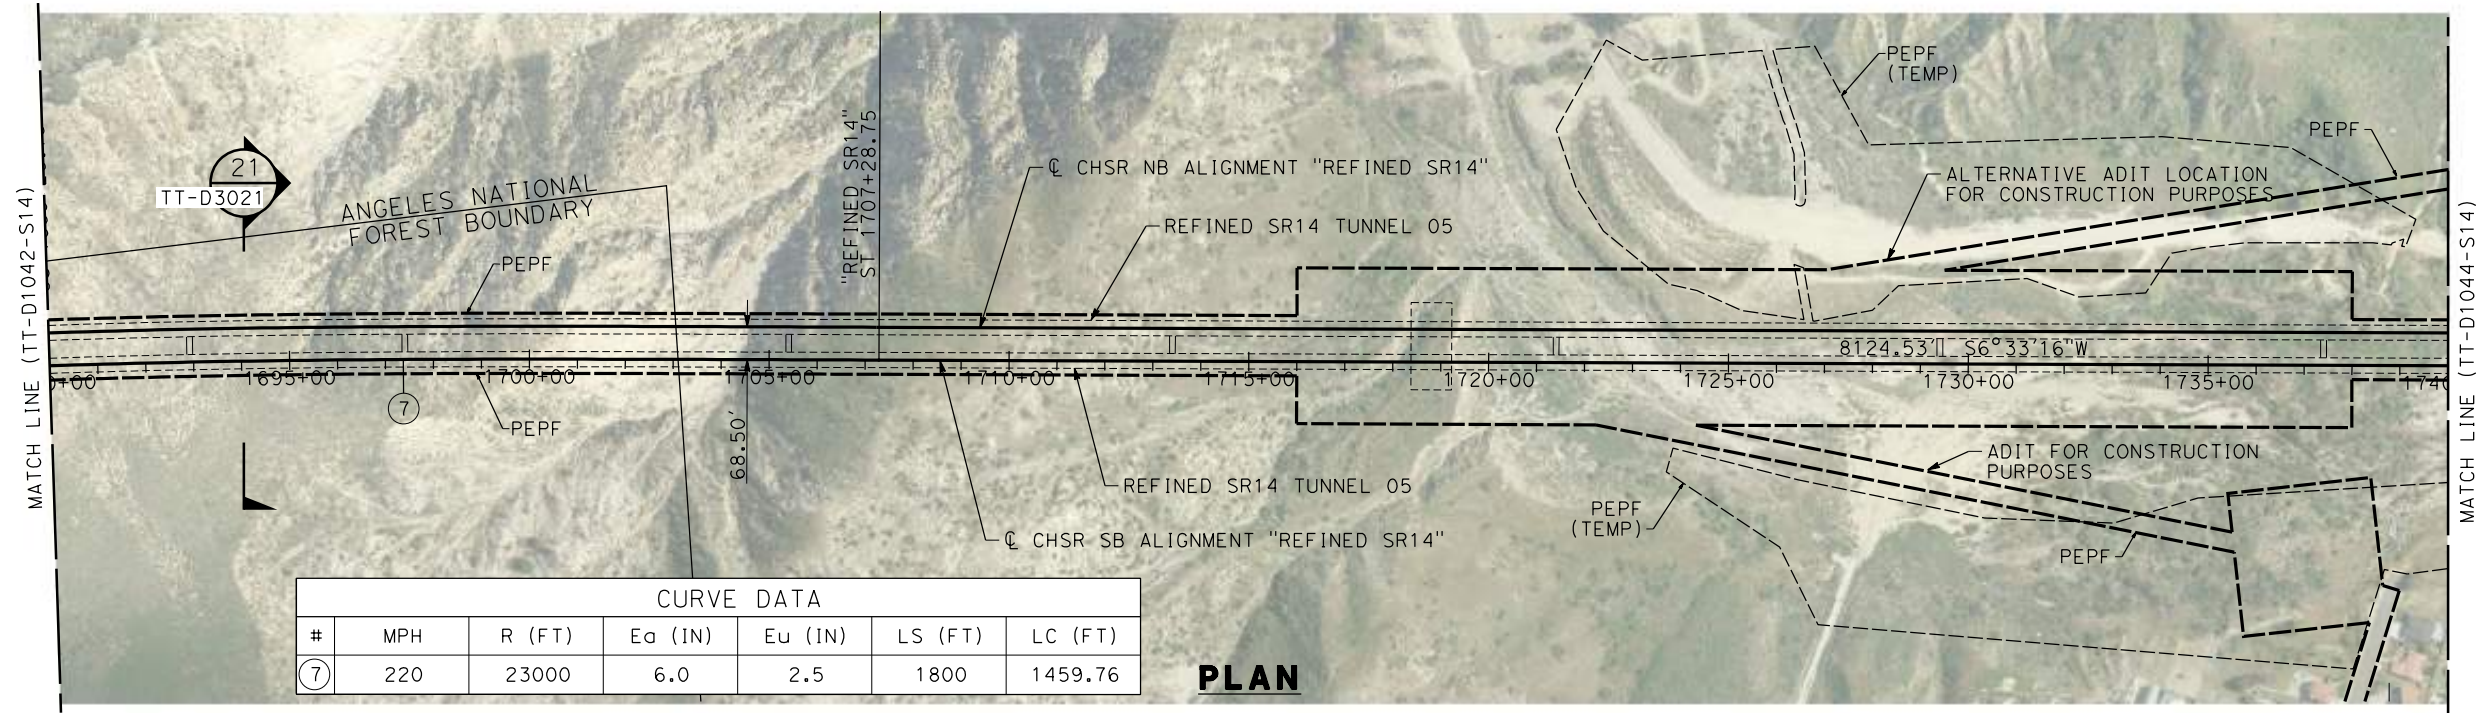 MATCH LINE (TT-D1042-S14)
21
TT-D3021
ANGELES NATIONAL
FOREST BOUNDARY
PEPF
"REFINED SR14"
ST 1707+28.75
℄ CHSR NB ALIGNMENT "REFINED SR14"
REFINED SR14 TUNNEL 05
PEPF
(TEMP)
PEPF
ALTERNATIVE ADIT LOCATION
FOR CONSTRUCTION PURPOSES
8124.53' S6°33'16"W
1695+00
1700+00
1705+00
1710+00
1715+00
1720+00
1725+00
1730+00
1735+00
7
PEPF
68.50'
REFINED SR14 TUNNEL 05
℄ CHSR SB ALIGNMENT "REFINED SR14"
PEPF
(TEMP)
ADIT FOR CONSTRUCTION
PURPOSES
PEPF
MATCH LINE (TT-D1044-S14)
CURVE DATA
# MPH R (FT) Ea (IN) Eu (IN) LS (FT) LC (FT)
7 220 23000 6.0 2.5 1800 1459.76
PLAN